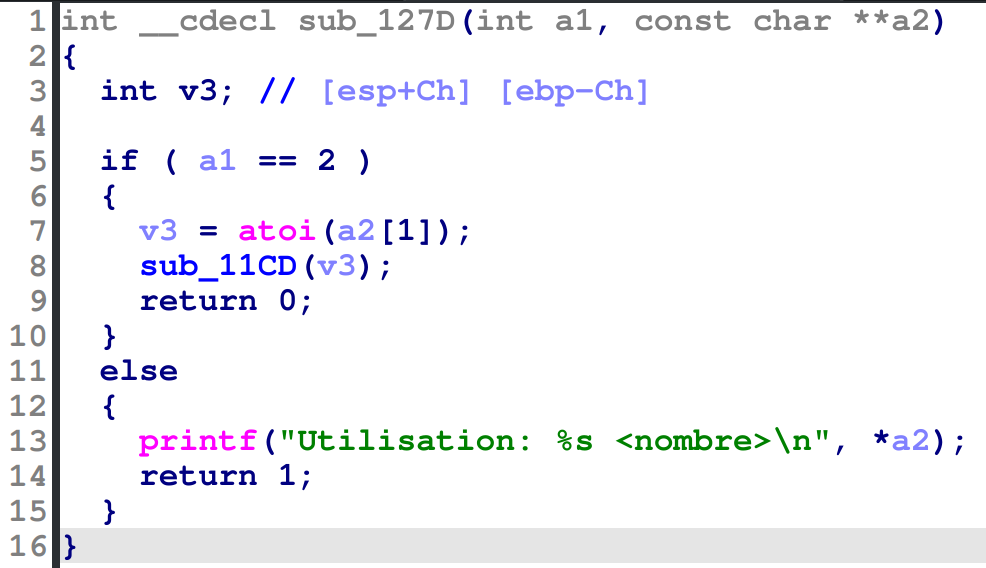 1 int __cdecl sub_127D(int a1, const char **a2)
2 {
3   int v3; // [esp+Ch] [ebp-Ch]
4
5   if ( a1 == 2 )
6   {
7     v3 = atoi(a2[1]);
8     sub_11CD(v3);
9     return 0;
10   }
11   else
12   {
13     printf("Utilisation: %s <nombre>\n", *a2);
14     return 1;
15   }
16 }